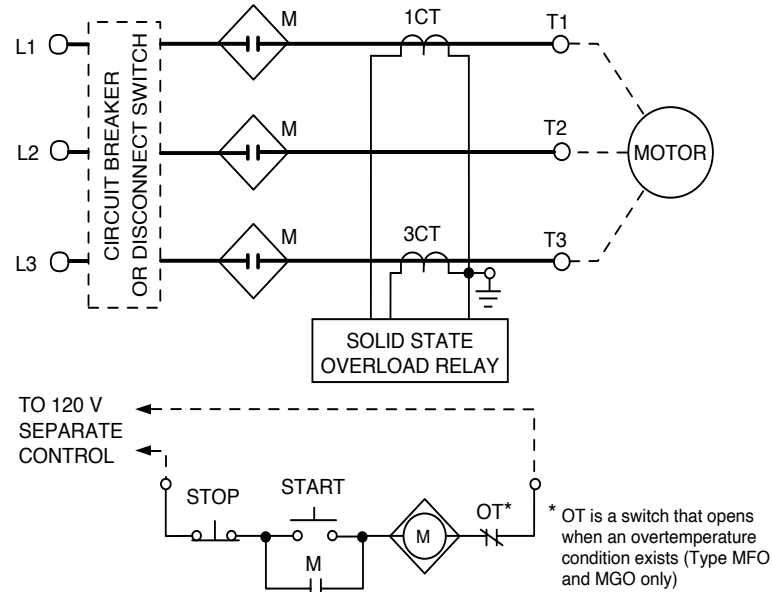 M
1CT
T1
L1
CIRCUIT BREAKER
OR DISCONNECT SWITCH
M
T2
L2
MOTOR
M
3CT
T3
L3
SOLID STATE
OVERLOAD RELAY
TO 120 V
SEPARATE
CONTROL
STOP
START
M
OT*
M
* OT is a switch that opens
when an overtemperature
condition exists (Type MFO
and MGO only)